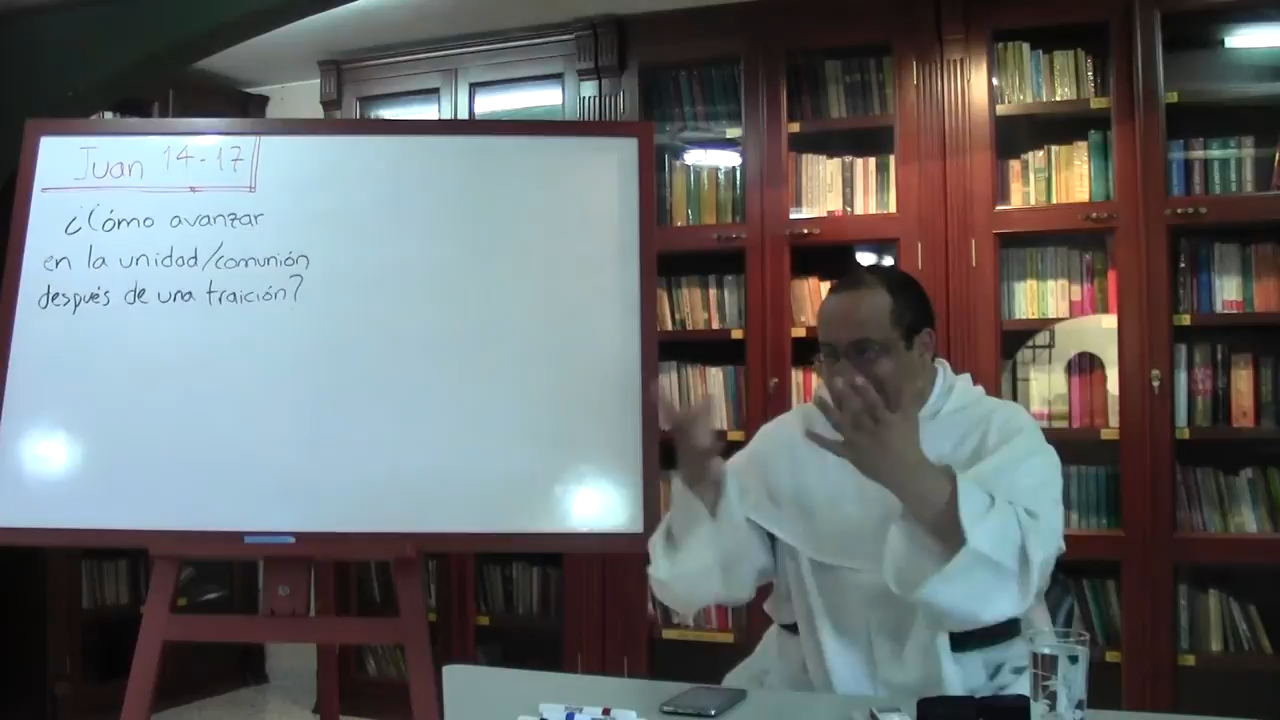 Juan 14-17
¿Cómo avanzar
en la unidad/comunión
después de una traición?